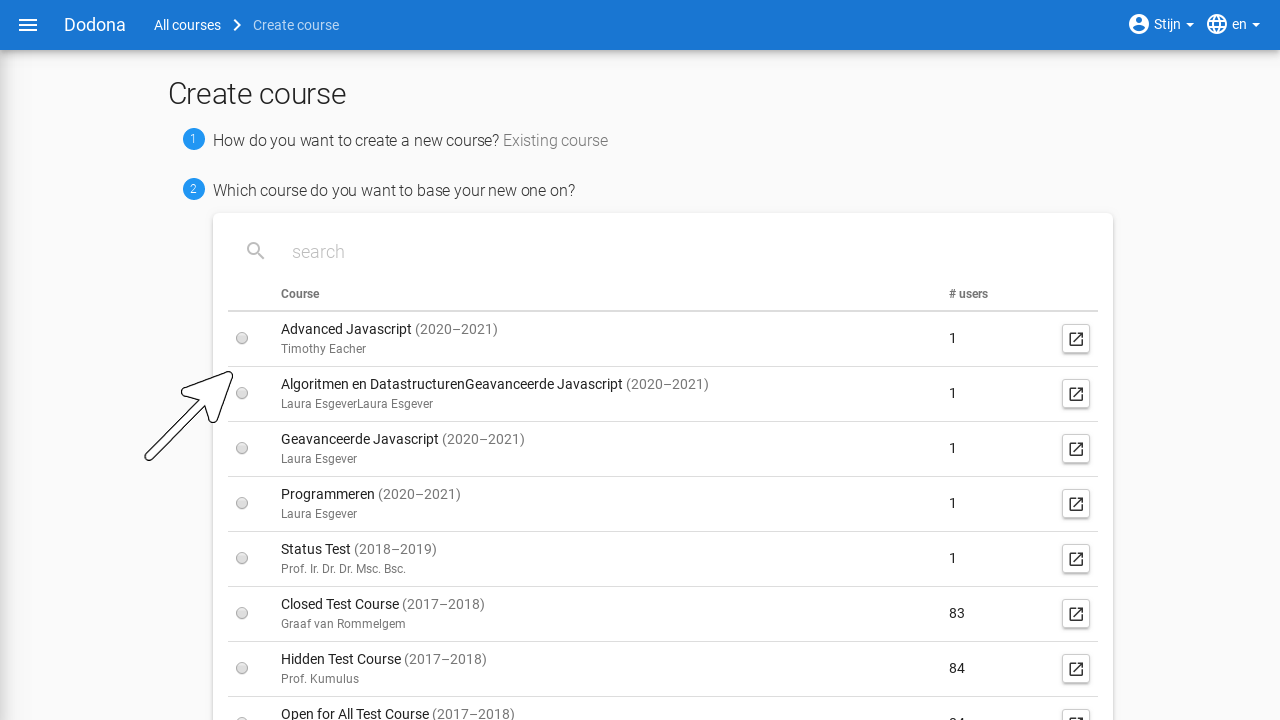 Dodona All courses Create course Stijn en
Create course
1 How do you want to create a new course? Existing course
2 Which course do you want to base your new one on?
search
Course # users
Advanced Javascript (2020–2021) 1
Timothy Eacher
Algoritmen en DatastructurenGeavanceerde Javascript (2020–2021) 1
Laura EsgeverLaura Esgever
Geavanceerde Javascript (2020–2021) 1
Laura Esgever
Programmeren (2020–2021) 1
Laura Esgever
Status Test (2018–2019) 1
Prof. Ir. Dr. Dr. Msc. Bsc.
Closed Test Course (2017–2018) 83
Graaf van Rommelgem
Hidden Test Course (2017–2018) 84
Prof. Kumulus
Open for All Test Course (2017–2018)